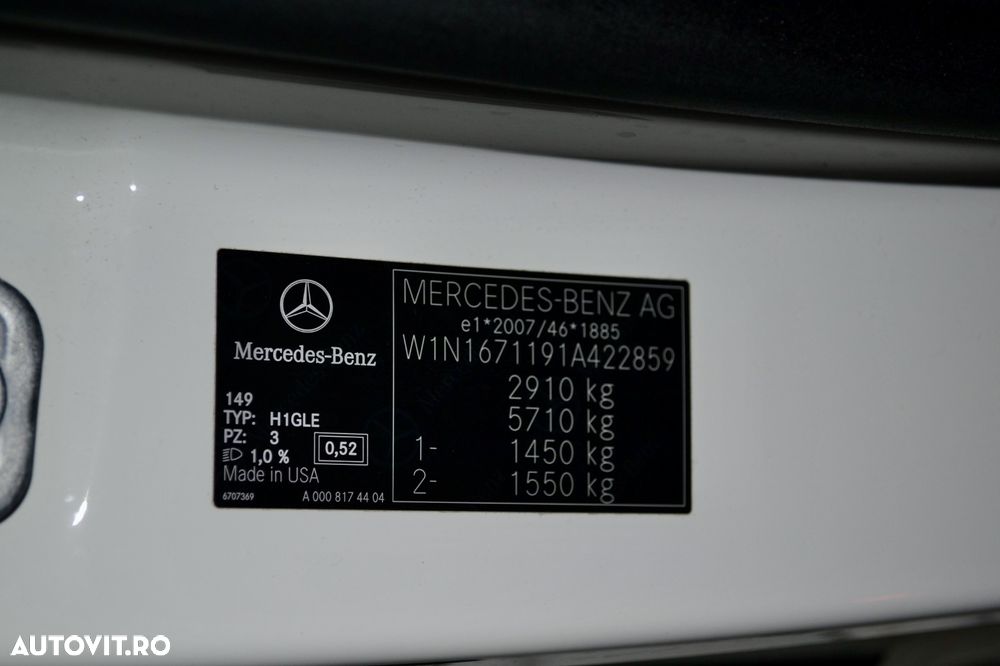 Mercedes-Benz
149
TYP: H1GLE
PZ: 3
1,0 %
0,52
Made in USA
6707369 A 000 817 44 04
MERCEDES-BENZ AG
e1*2007/46*1885
W1N1671191A422859
2910 kg
5710 kg
1- 1450 kg
2- 1550 kg
AUTOVIT.RO